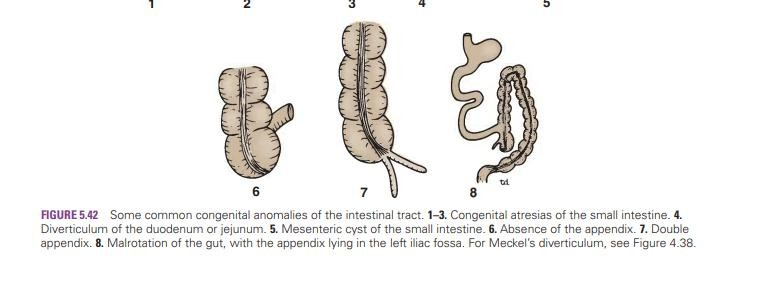 1 2 3 4 5
6 7 8
FIGURE 5.42 Some common congenital anomalies of the intestinal tract. 1–3. Congenital atresias of the small intestine. 4.
Diverticulum of the duodenum or jejunum. 5. Mesenteric cyst of the small intestine. 6. Absence of the appendix. 7. Double
appendix. 8. Malrotation of the gut, with the appendix lying in the left iliac fossa. For Meckel's diverticulum, see Figure 4.38.